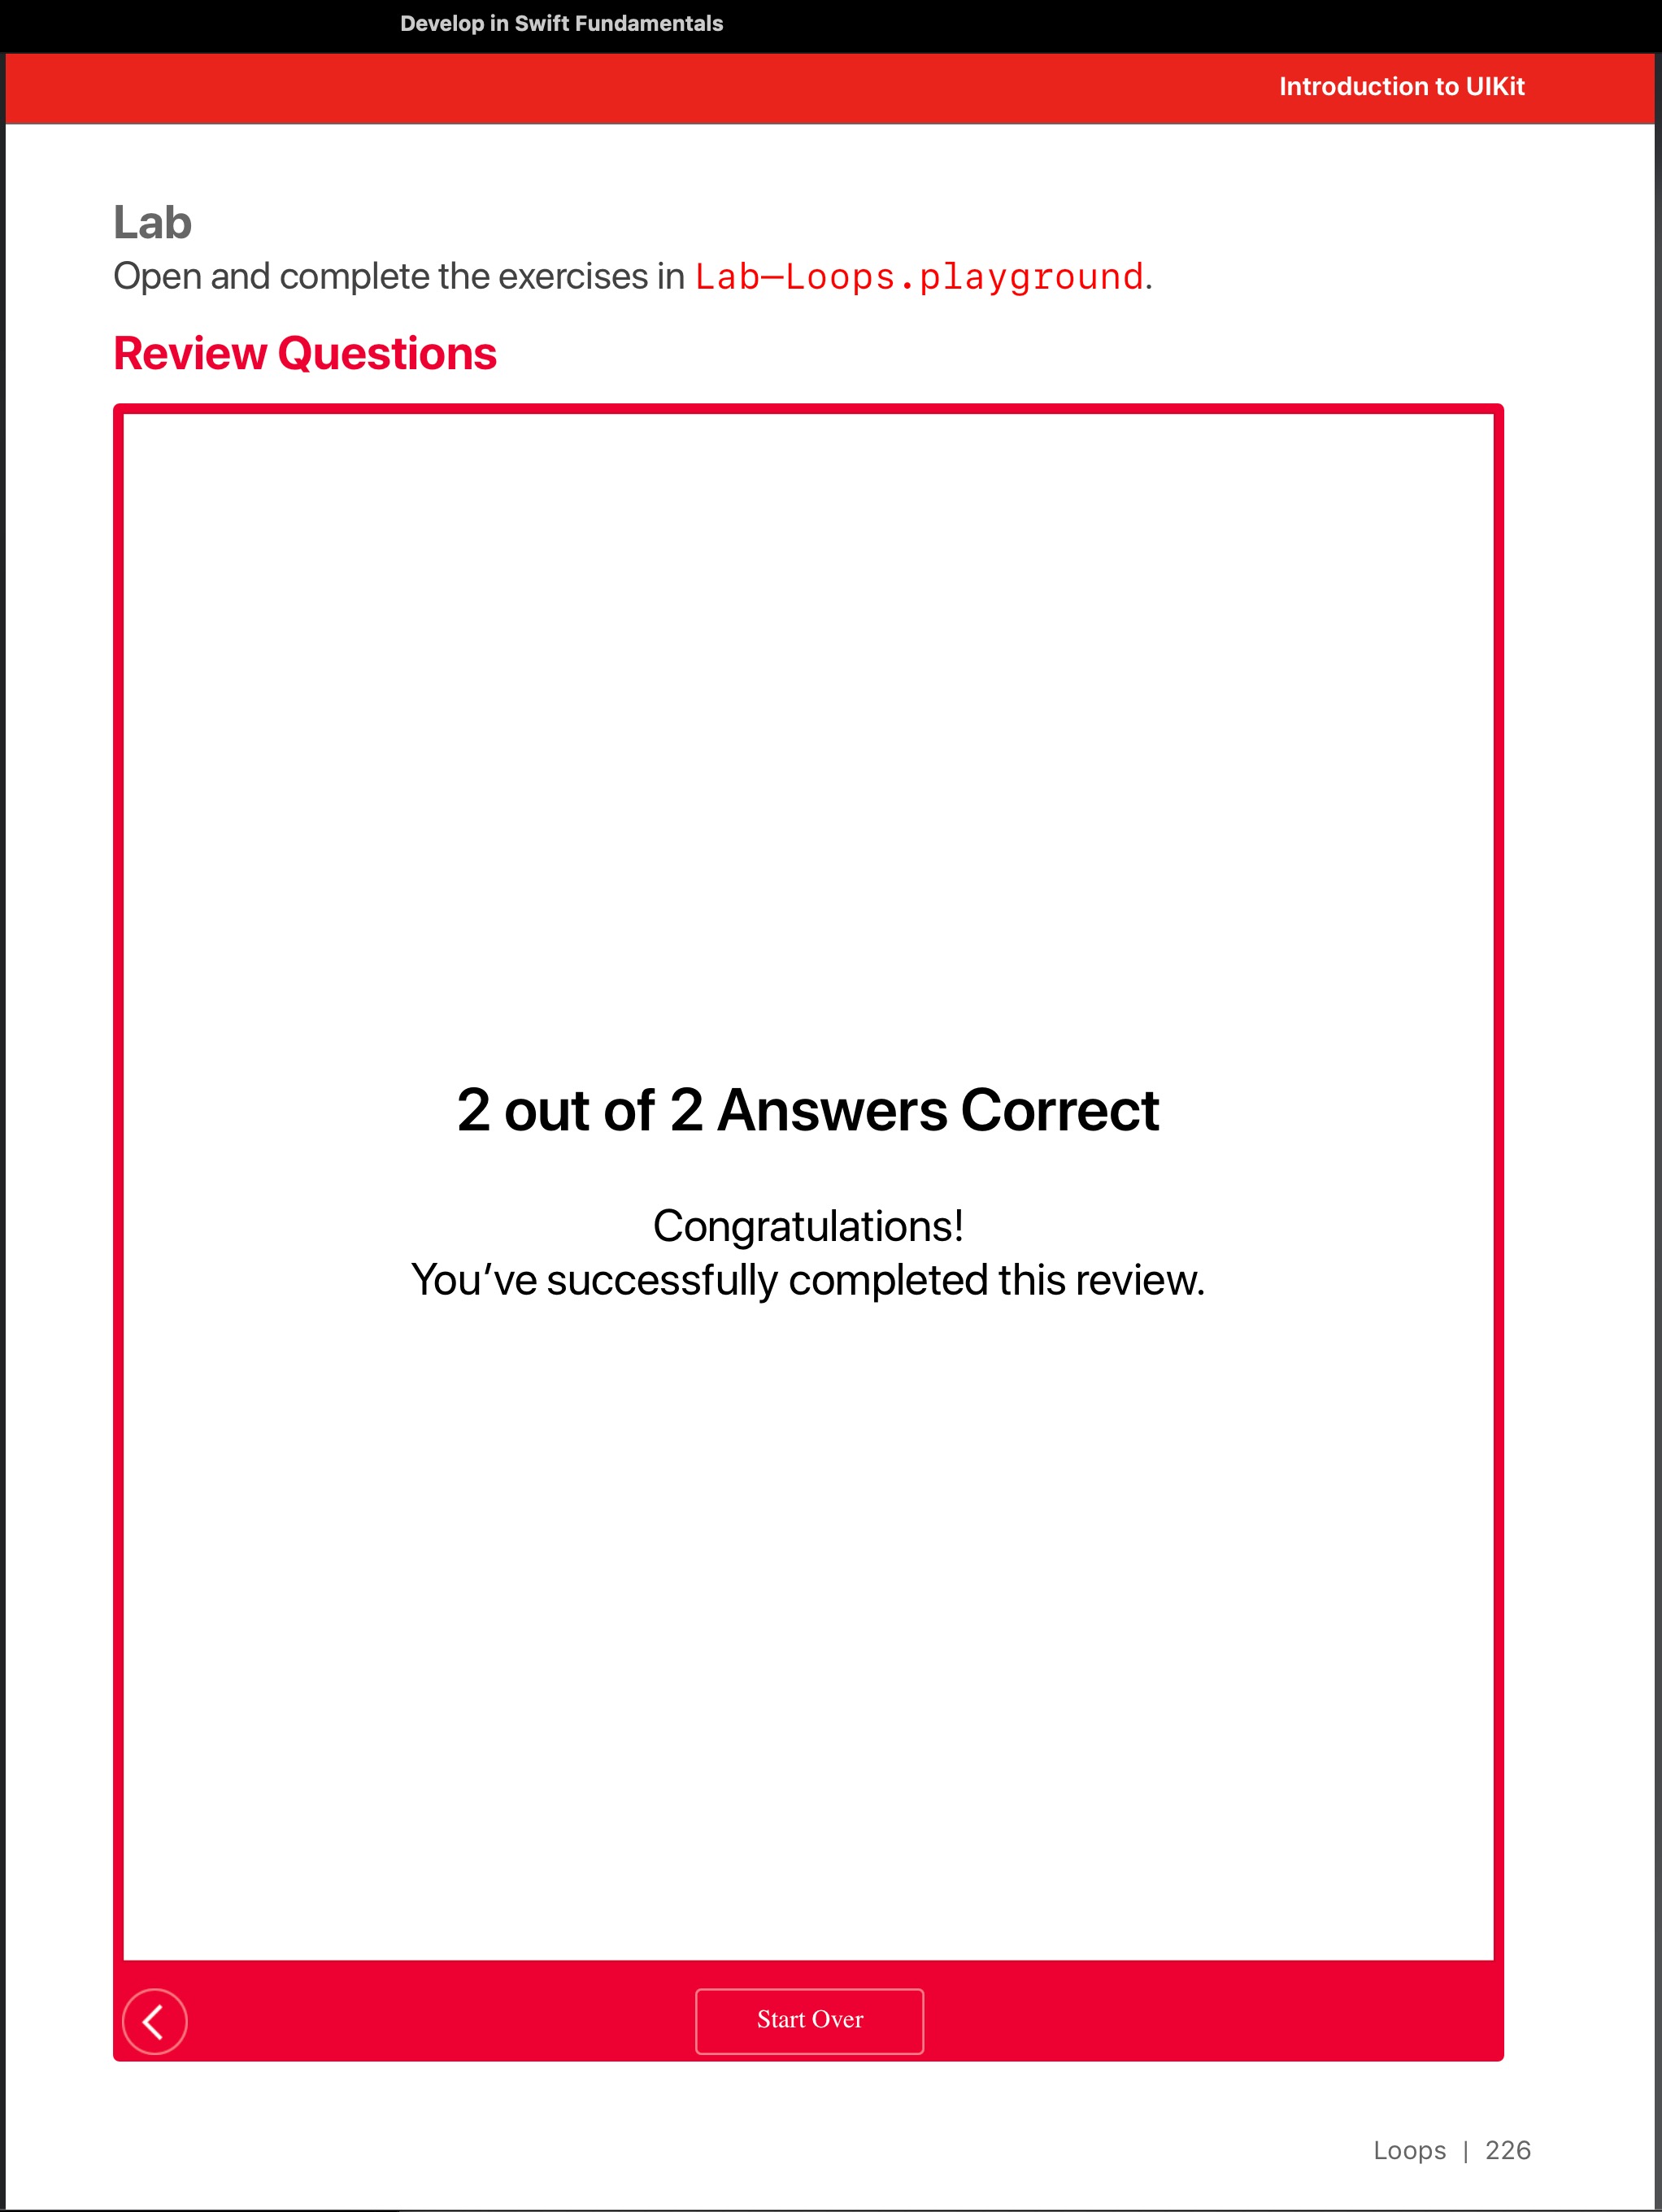 Develop in Swift Fundamentals
Introduction to UIKit
Lab
Open and complete the exercises in Lab—Loops.playground.
Review Questions
2 out of 2 Answers Correct
Congratulations!
You’ve successfully completed this review.
Start Over
Loops | 226